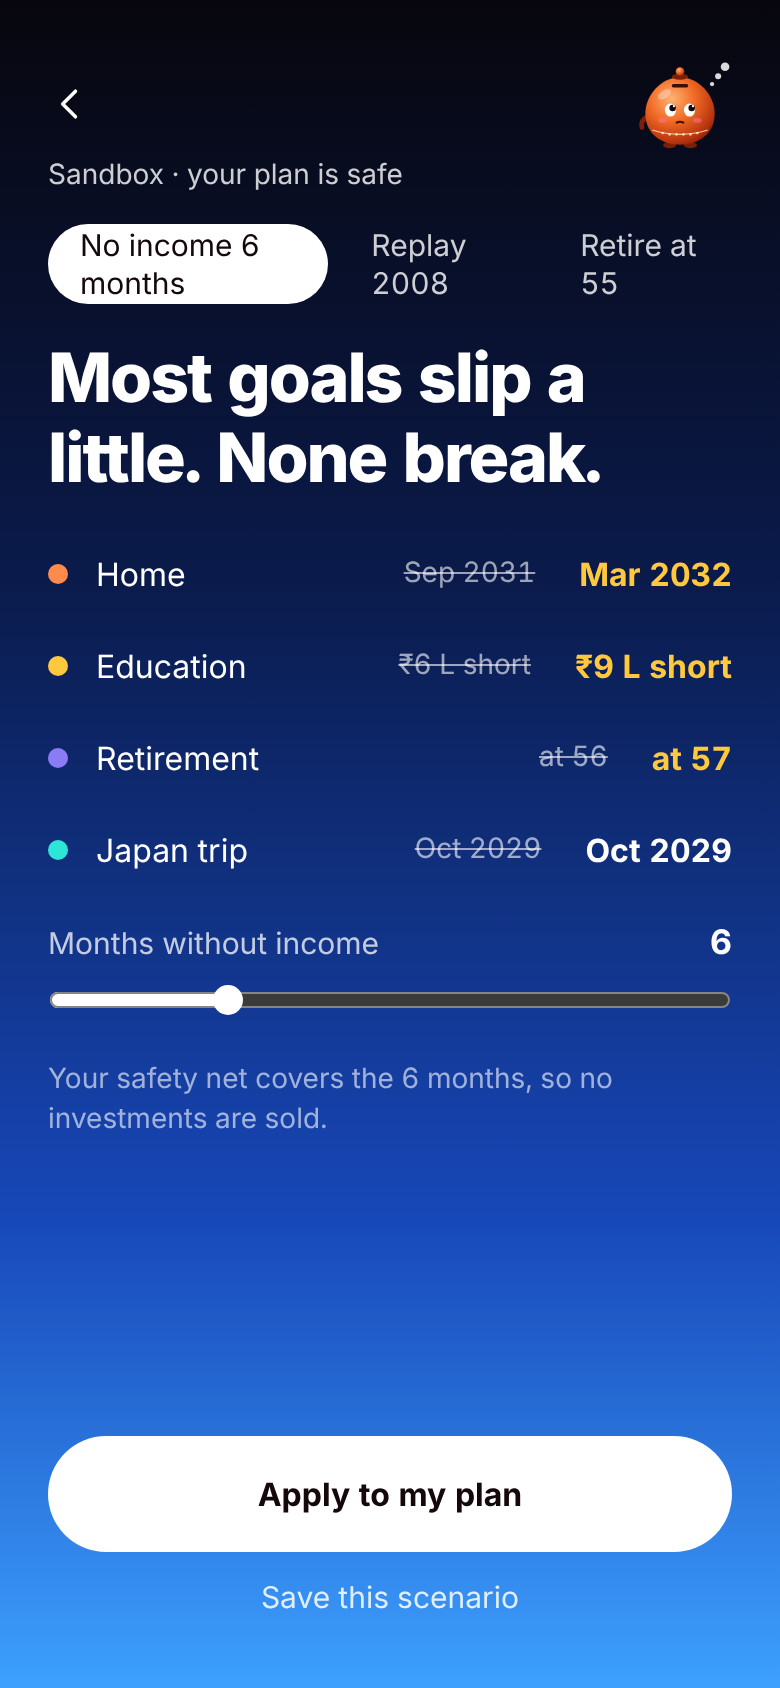 Sandbox · your plan is safe
No income 6
months
Replay
2008
Retire at
55
Most goals slip a
little. None break.
Home Sep 2031 Mar 2032
Education ₹6 L short ₹9 L short
Retirement at 56 at 57
Japan trip Oct 2029 Oct 2029
Months without income 6
Your safety net covers the 6 months, so no
investments are sold.
Apply to my plan
Save this scenario